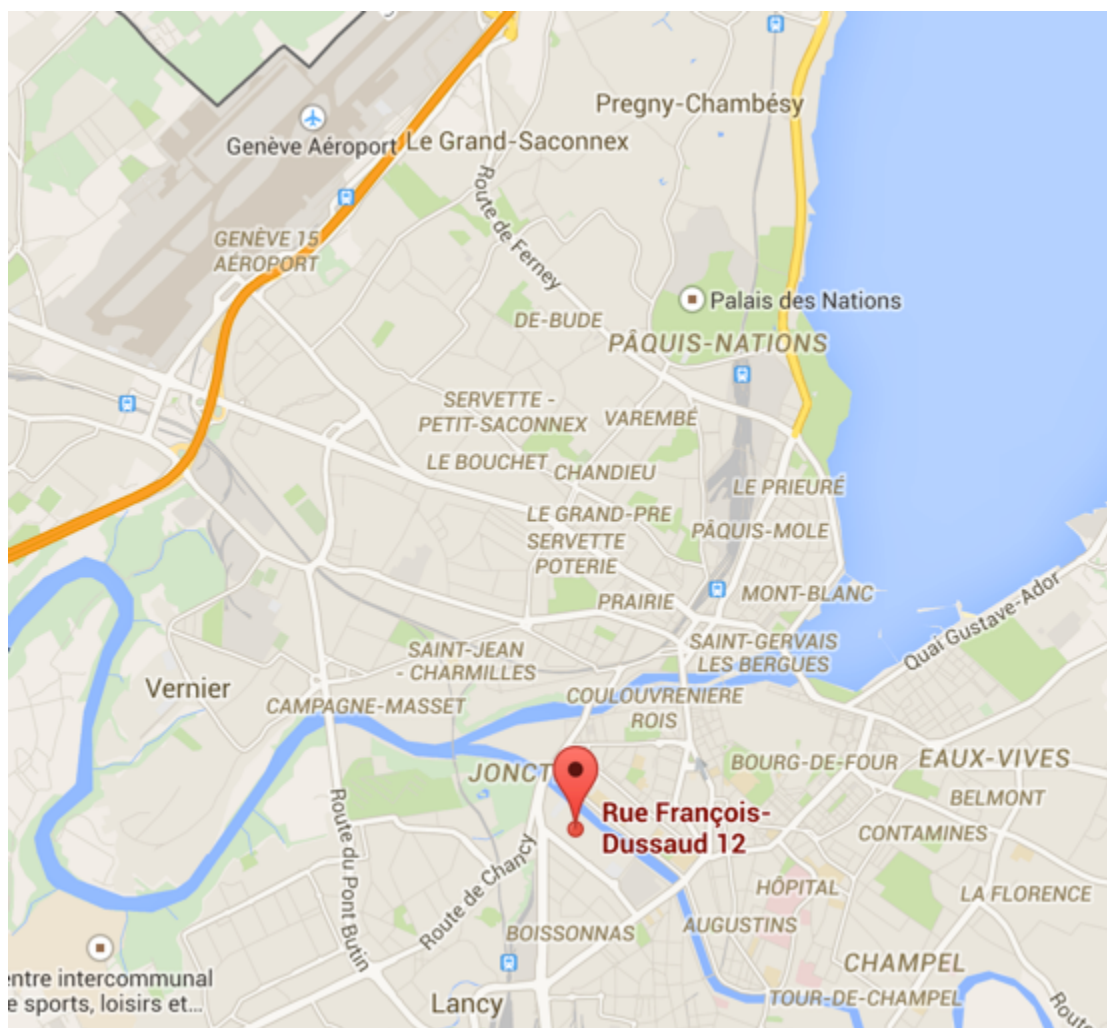 Pregny-Chambésy
Genève Aéroport
Le Grand-Saconnex
Route de Ferney
GENÈVE 15
AÉROPORT
Palais des Nations
DE-BUDE
PÂQUIS-NATIONS
SERVETTE -
PETIT-SACONNEX
VAREMBÉ
LE BOUCHET
CHANDIEU
LE PRIEURÉ
LE GRAND-PRE
PÂQUIS-MOLE
SERVETTE
POTERIE
PRAIRIE
MONT-BLANC
Quai Gustave-Ador
SAINT-GERVAIS
LES BERGUES
SAINT-JEAN
- CHARMILLES
Vernier
CAMPAGNE-MASSET
COULOUVRENIERE
ROIS
BOURG-DE-FOUR
EAUX-VIVES
JONCT
BELMONT
Rue François-
Dussaud 12
CONTAMINES
Route du Pont Butin
Route de Chancy
HÔPITAL
LA FLORENCE
AUGUSTINS
BOISSONNAS
CHAMPEL
entre intercommunal
e sports, loisirs et...
Lancy
TOUR-DE-CHAMPEL
Route